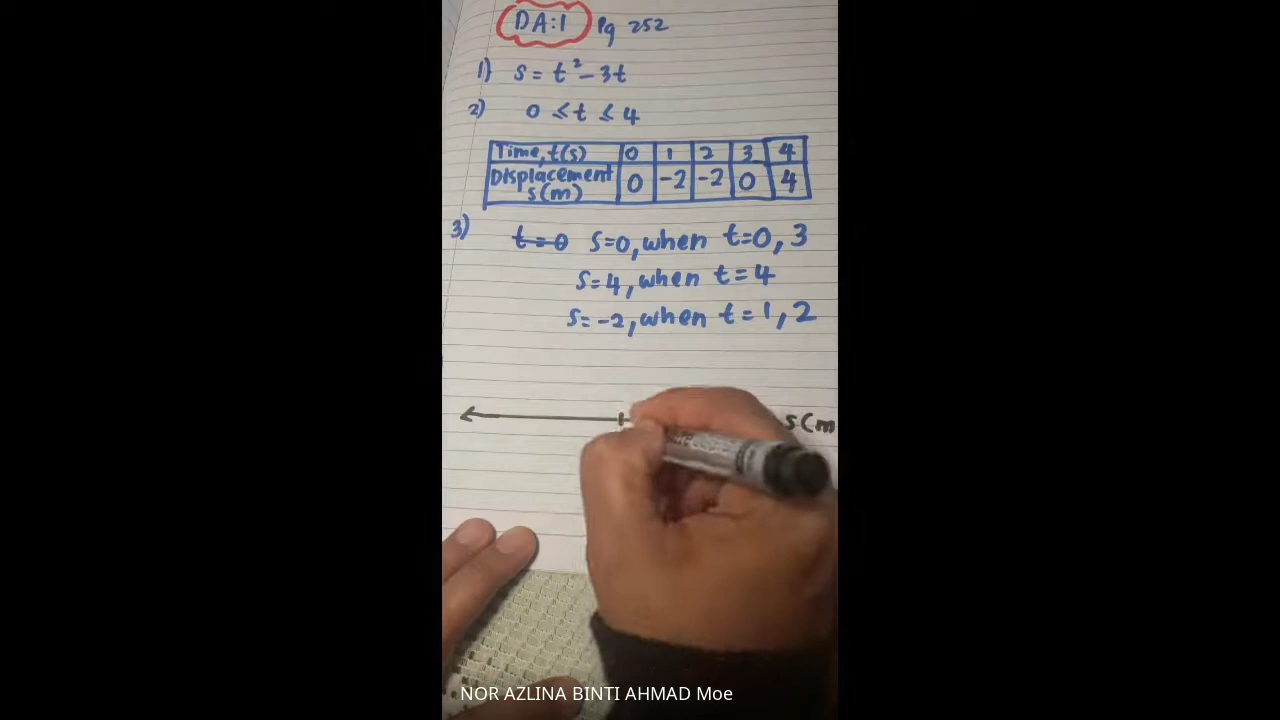 DA:1 Pg 252
1) s = t² - 3t
2) 0 ≤ t ≤ 4
Time, t(s) 0 1 2 3 4
Displacement s(m) 0 -2 -2 0 4
3) t=0 s=0, when t=0, 3
s=4, when t=4
s=-2, when t=1, 2
s(m
NOR AZLINA BINTI AHMAD Moe